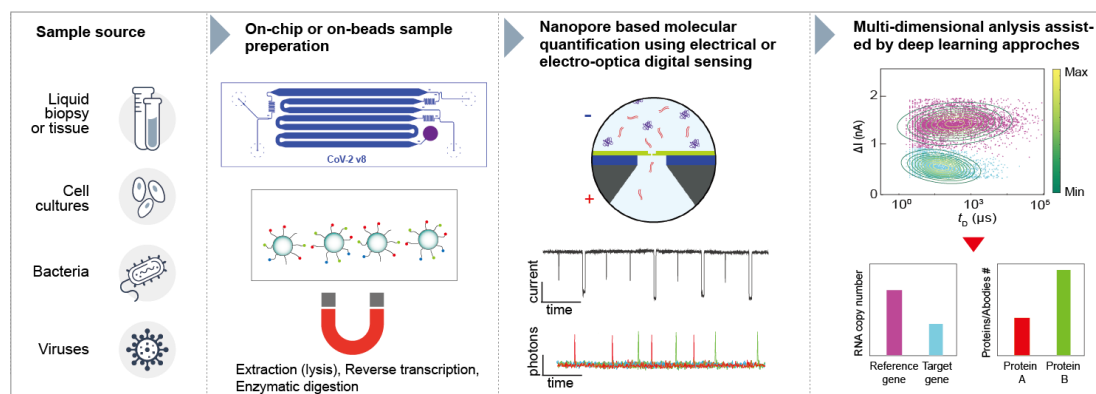 Sample source
Liquid
biopsy
or tissue
Cell
cultures
Bacteria
Viruses
On-chip or on-beads sample
preperation
CoV-2 v8
Extraction (lysis), Reverse transcription,
Enzymatic digestion
Nanopore based molecular
quantification using electrical or
electro-optica digital sensing
-
+
current
time
photons
time
Multi-dimensional anlysis assist-
ed by deep learning approches
ΔI (nA)
2
1
0
10⁰
10³
10⁶
t_D (µs)
Max
Min
RNA copy number
Reference
gene
Target
gene
Proteins/Abodies #
Protein
A
Protein
B